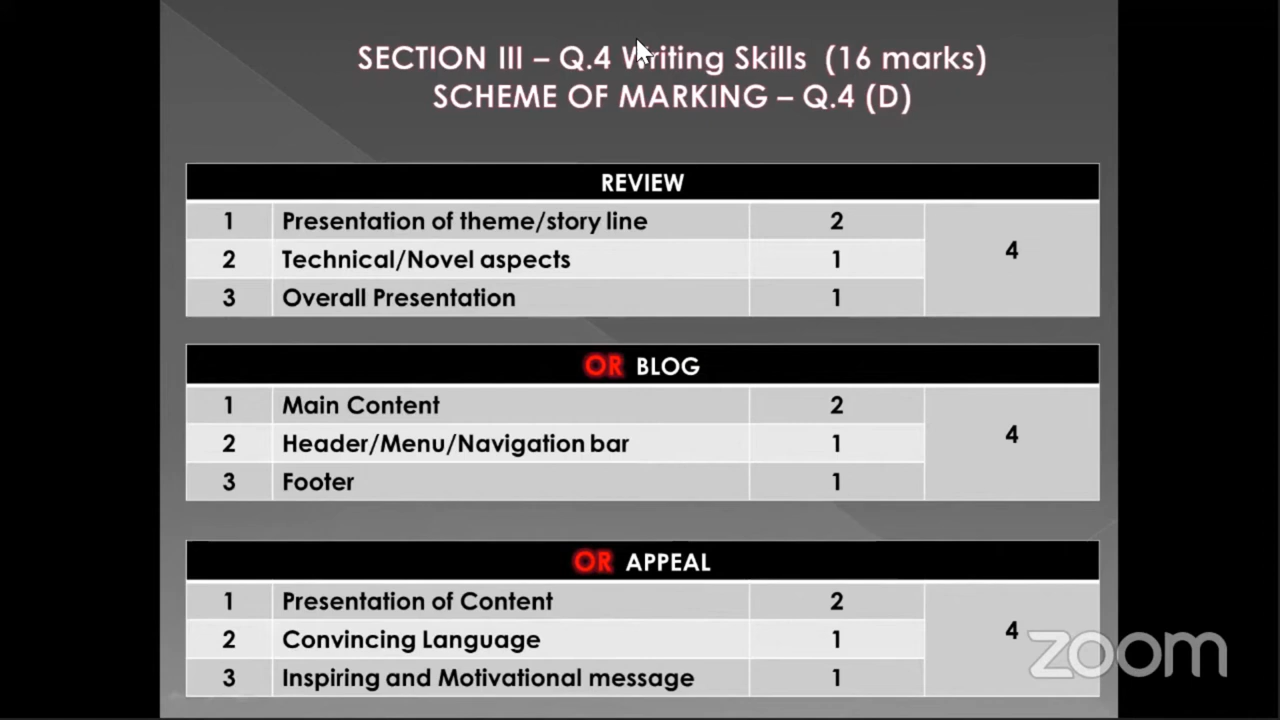 SECTION III – Q.4 Writing Skills (16 marks)
SCHEME OF MARKING – Q.4 (D)
REVIEW
1 Presentation of theme/story line 2
2 Technical/Novel aspects 1
4
3 Overall Presentation 1
OR BLOG
1 Main Content 2
2 Header/Menu/Navigation bar 1
4
3 Footer 1
OR APPEAL
1 Presentation of Content 2
2 Convincing Language 1
4
3 Inspiring and Motivational message 1
zoom